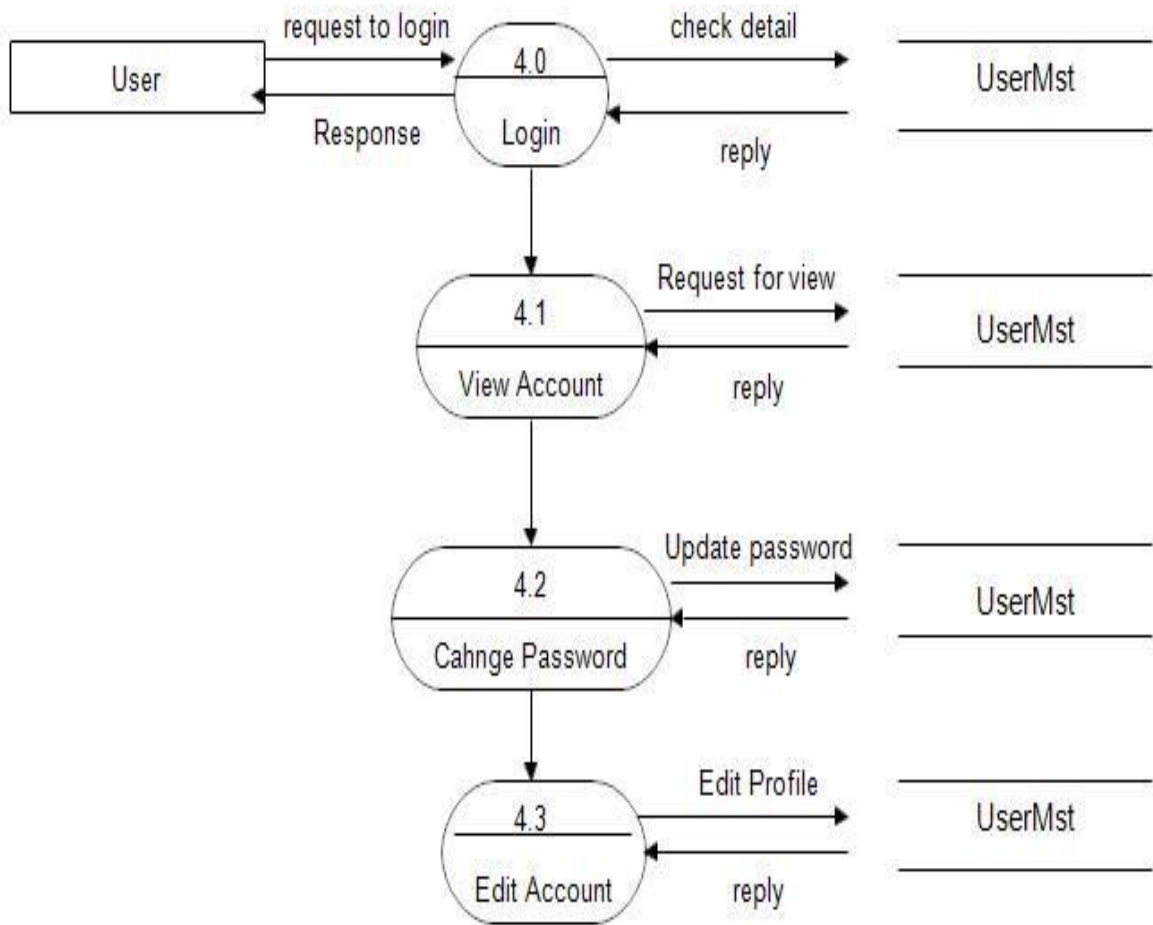 request to login
check detail
User
4.0
UserMst
Response
Login
reply
Request for view
4.1
UserMst
View Account
reply
Update password
4.2
UserMst
Cahnge Password
reply
Edit Profile
4.3
UserMst
Edit Account
reply